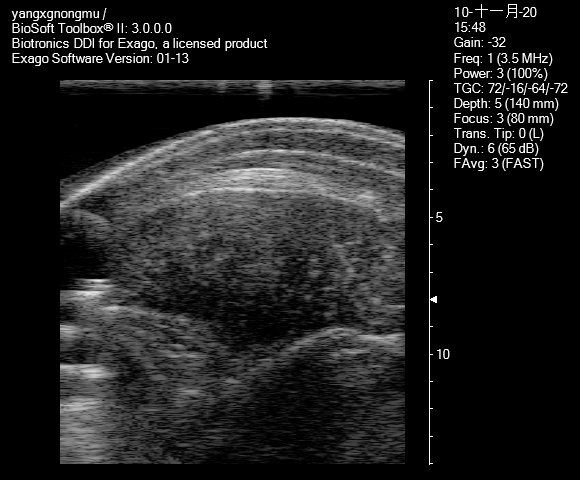 yangxgnongmu /
BioSoft Toolbox® II: 3.0.0.0
Biotronics DDI for Exago, a licensed product
Exago Software Version: 01-13
10-十一月-20
15:48
Gain: -32
Freq: 1 (3.5 MHz)
Power: 3 (100%)
TGC: 72/-16/-64/-72
Depth: 5 (140 mm)
Focus: 3 (80 mm)
Trans. Tip: 0 (L)
Dyn.: 6 (65 dB)
FAvg: 3 (FAST)
5
10